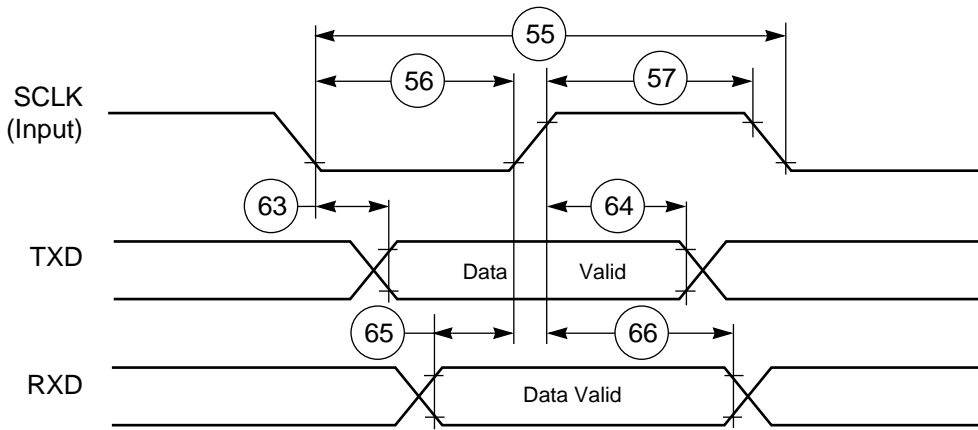 55
56
57
SCLK
(Input)
63
64
TXD
Data Valid
65
66
RXD
Data Valid